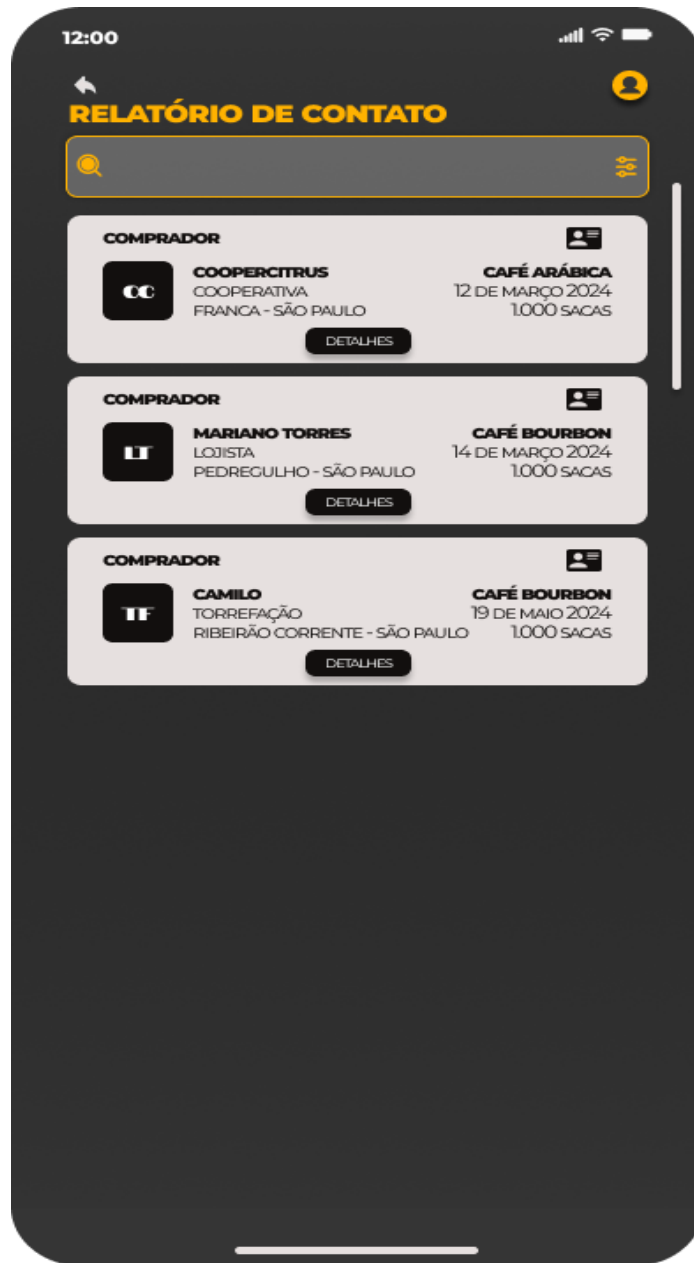 12:00
RELATÓRIO DE CONTATO
COMPRADOR
CC
COOPERCITRUS
COOPERATIVA
FRANCA - SÃO PAULO
CAFÉ ARÁBICA
12 DE MARÇO 2024
1.000 SACAS
DETALHES
COMPRADOR
LT
MARIANO TORRES
LOJISTA
PEDREGULHO - SÃO PAULO
CAFÉ BOURBON
14 DE MARÇO 2024
1.000 SACAS
DETALHES
COMPRADOR
TF
CAMILO
TORREFAÇÃO
RIBEIRÃO CORRENTE - SÃO PAULO
CAFÉ BOURBON
19 DE MAIO 2024
1.000 SACAS
DETALHES